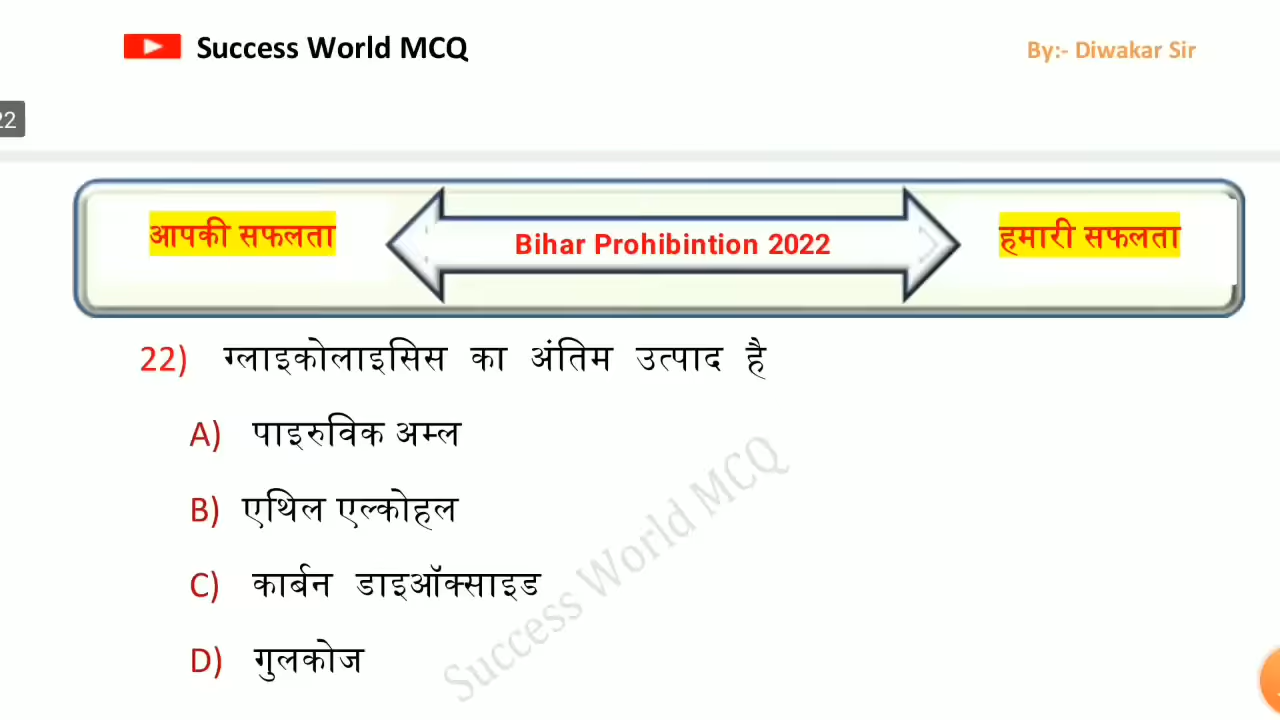 Success World MCQ
By:- Diwakar Sir
22
आपकी सफलता
Bihar Prohibintion 2022
हमारी सफलता
22) ग्लाइकोलाइसिस का अंतिम उत्पाद है
A) पाइरुविक अम्ल
B) एथिल एल्कोहल
C) कार्बन डाइऑक्साइड
D) गुलकोज
Success World MCQ